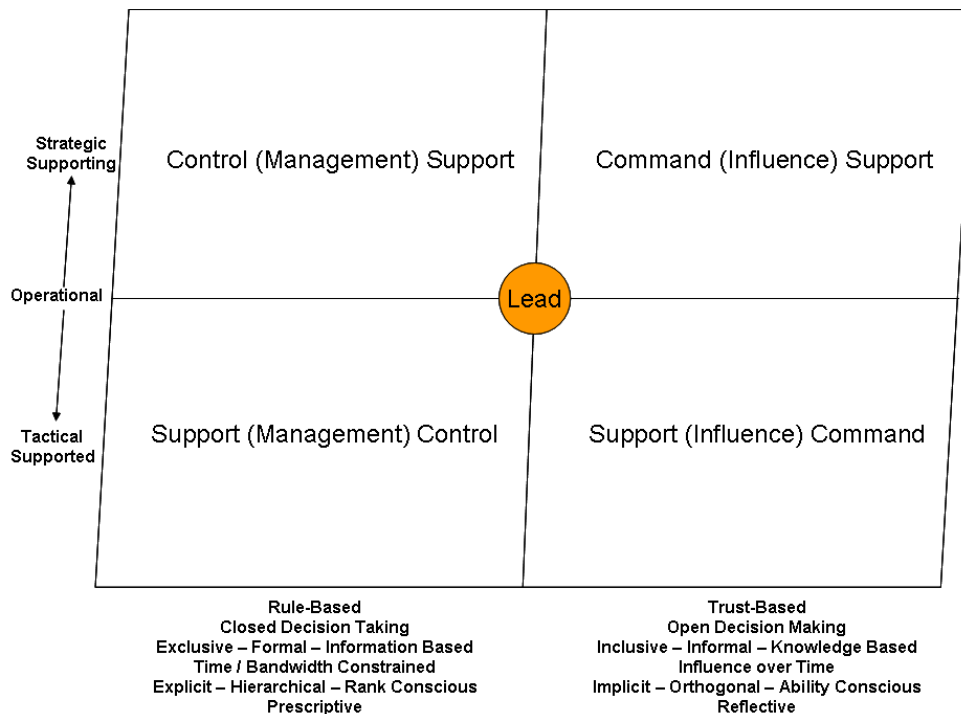 Strategic
Supporting
Control (Management) Support
Command (Influence) Support
Operational
Lead
Tactical
Supported
Support (Management) Control
Support (Influence) Command
Rule-Based
Closed Decision Taking
Exclusive – Formal – Information Based
Time / Bandwidth Constrained
Explicit – Hierarchical – Rank Conscious
Prescriptive
Trust-Based
Open Decision Making
Inclusive – Informal – Knowledge Based
Influence over Time
Implicit – Orthogonal – Ability Conscious
Reflective